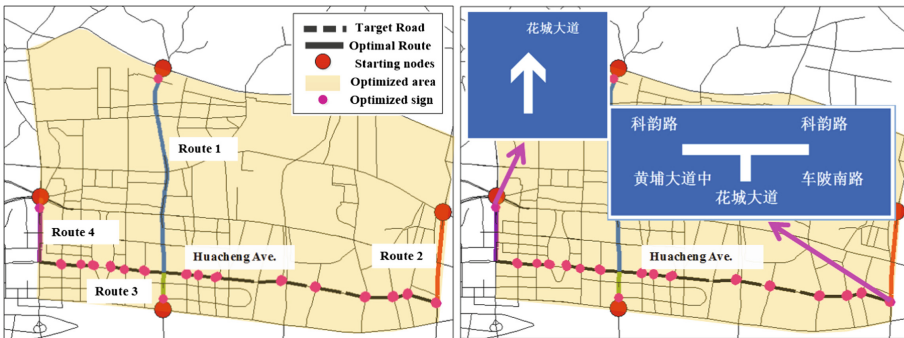 Target Road
Optimal Route
Starting nodes
Optimized area
Optimized sign
Route 1
Route 4
Route 2
Huacheng Ave.
Route 3
花城大道
科韵路 科韵路
黄埔大道中 车陂南路
花城大道
Huacheng Ave.